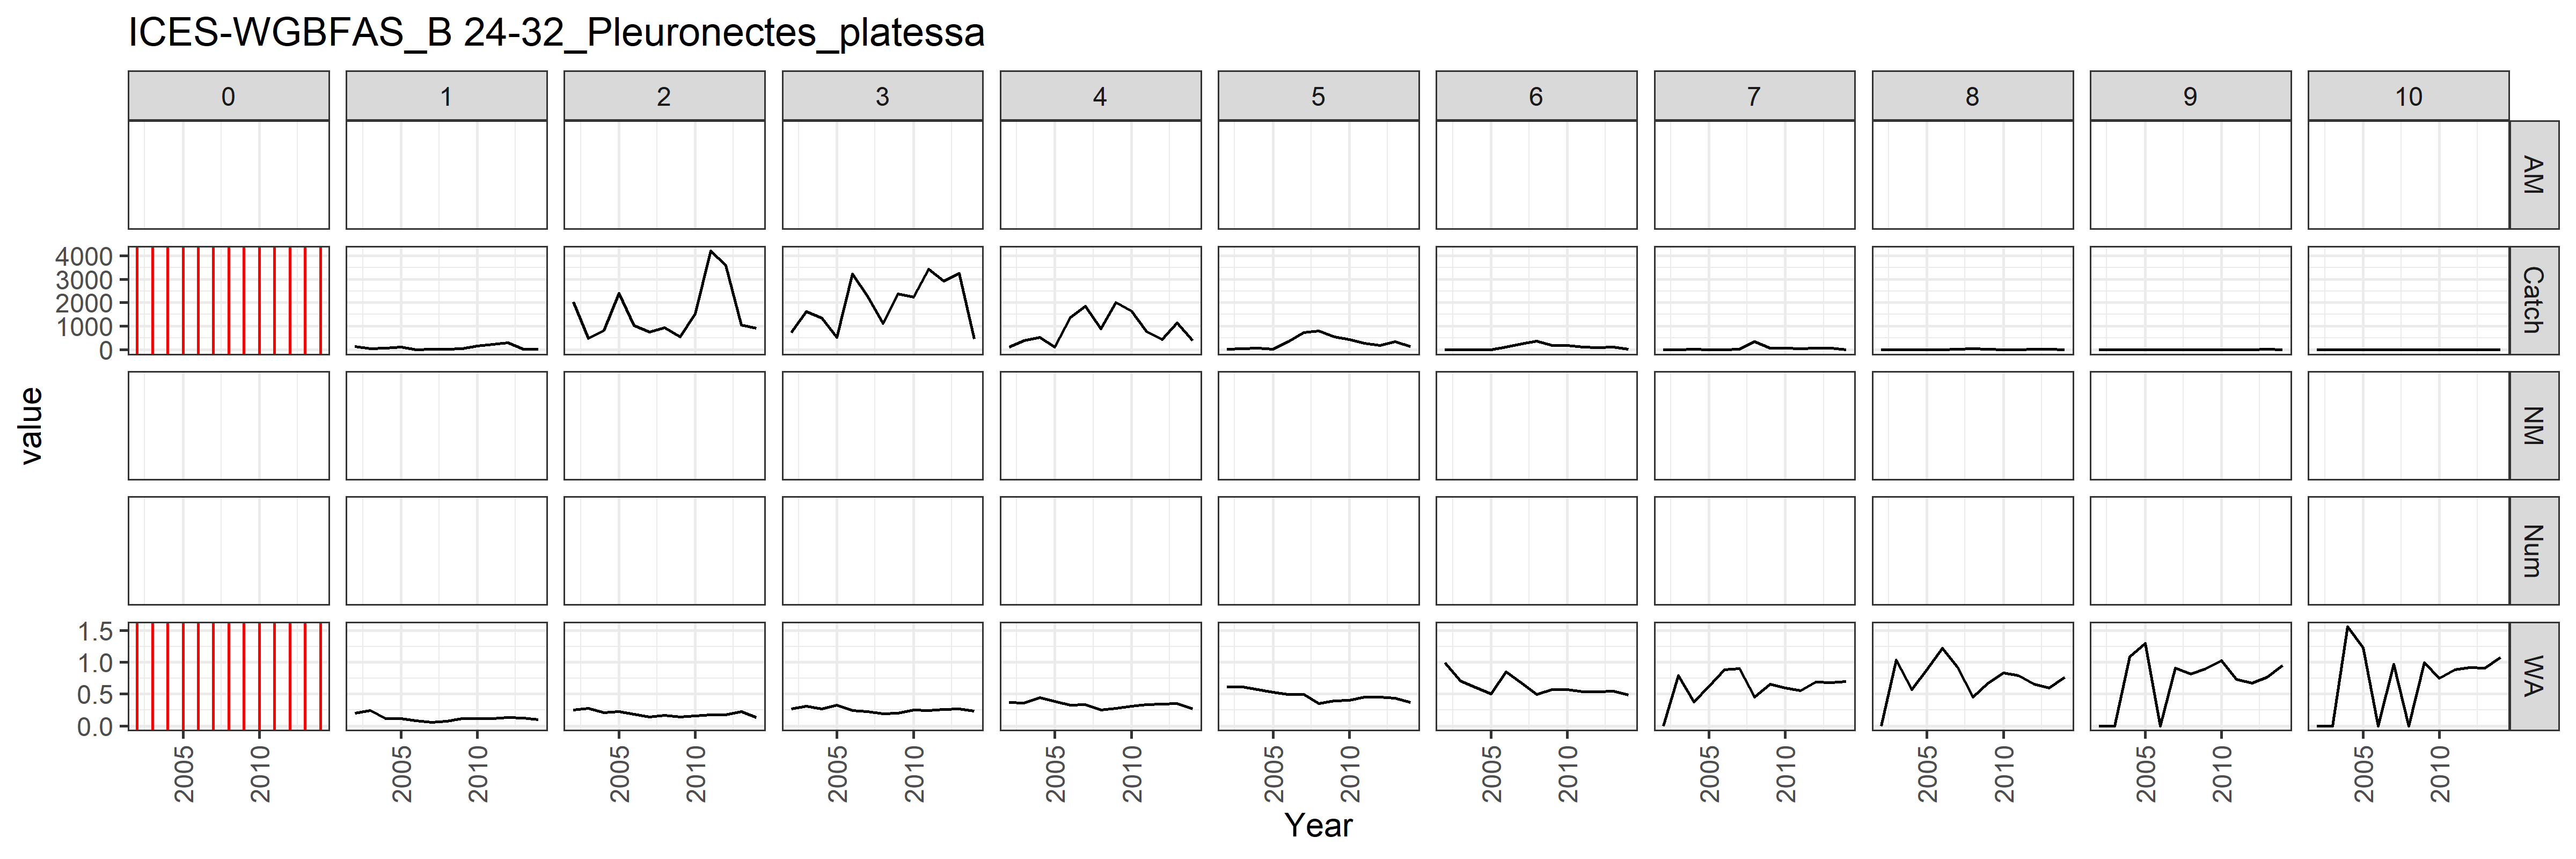 ICES-WGBFAS_B 24-32_Pleuronectes_platessa
0 1 2 3 4 5 6 7 8 9 10
AM
4000
3000
2000
1000
0
Catch
NM
value
Num
1.5
1.0
0.5
0.0
WA
2005 2010 2005 2010 2005 2010 2005 2010 2005 2010 2005 2010 2005 2010 2005 2010 2005 2010 2005 2010 2005 2010
Year